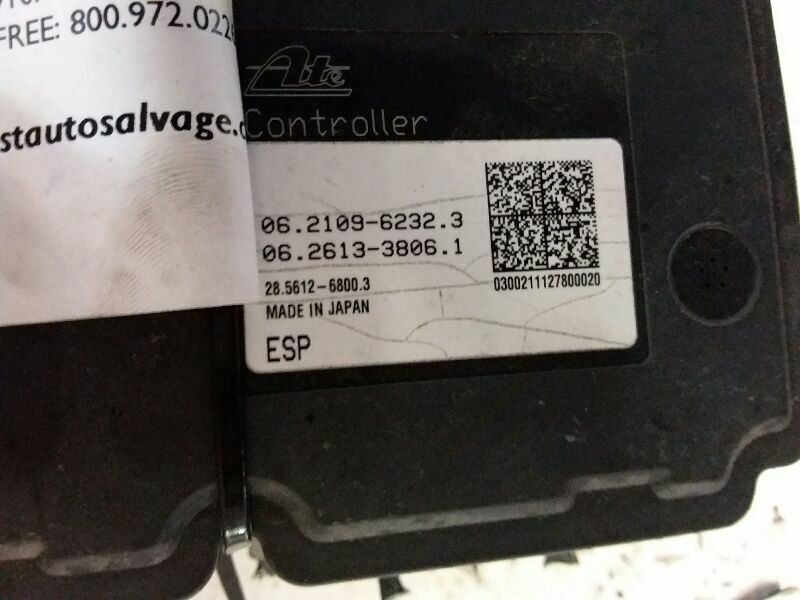 FREE: 800.972.022
stautosalvage.c
Ate
Controller
06.2109-6232.3
06.2613-3806.1
28.5612-6800.3
MADE IN JAPAN
ESP
0300211127800020